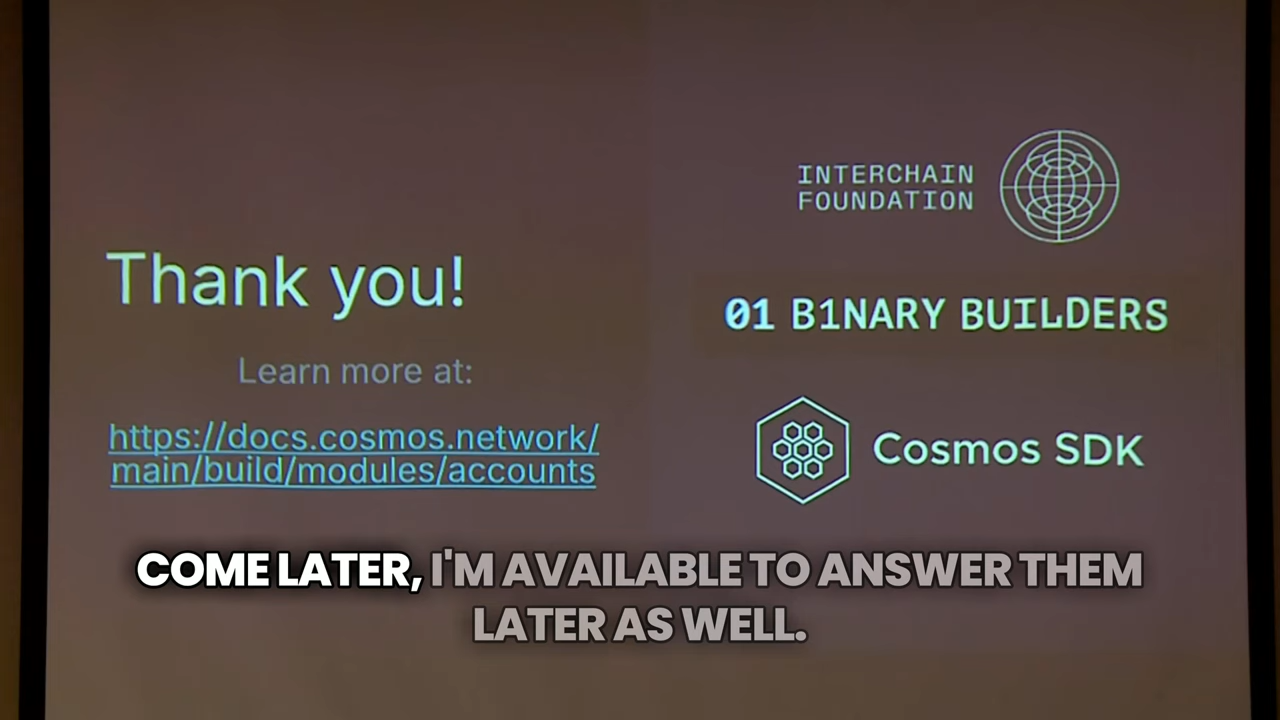 Thank you!
Learn more at:
https://docs.cosmos.network/
main/build/modules/accounts
INTERCHAIN
FOUNDATION
01 B1NARY BUILDERS
Cosmos SDK
COME LATER, I'M AVAILABLE TO ANSWER THEM
LATER AS WELL.